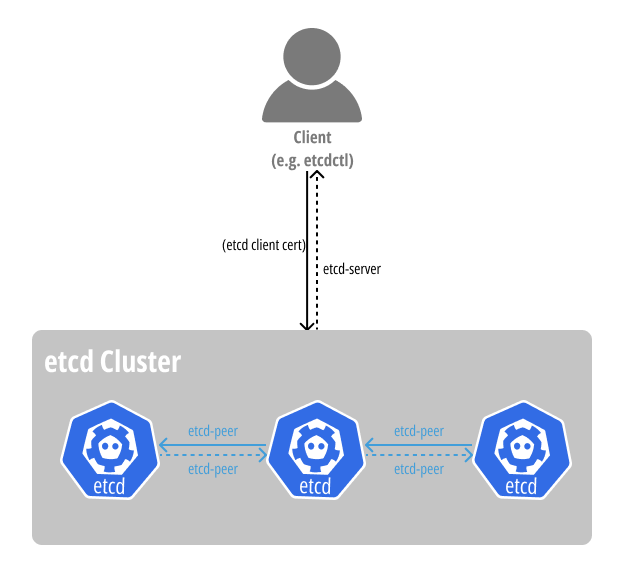 Client
(e.g. etcdctl)
(etcd client cert)
etcd-server
etcd Cluster
etcd-peer
etcd-peer
etcd-peer
etcd-peer
etcd
etcd
etcd